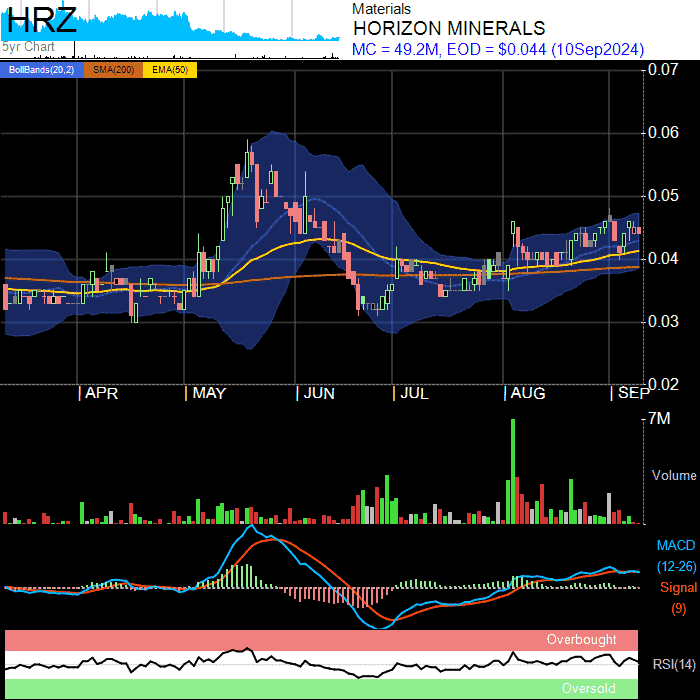 HRZ
5yr Chart
Materials
HORIZON MINERALS
MC = 49.2M, EOD = $0.044 (10Sep2024)
BollBands(20,2) SMA(200) EMA(50)
0.07
0.06
0.05
0.04
0.03
0.02
APR MAY JUN JUL AUG SEP
7M
Volume
MACD
(12-26)
Signal
(9)
Overbought
RSI(14)
Oversold